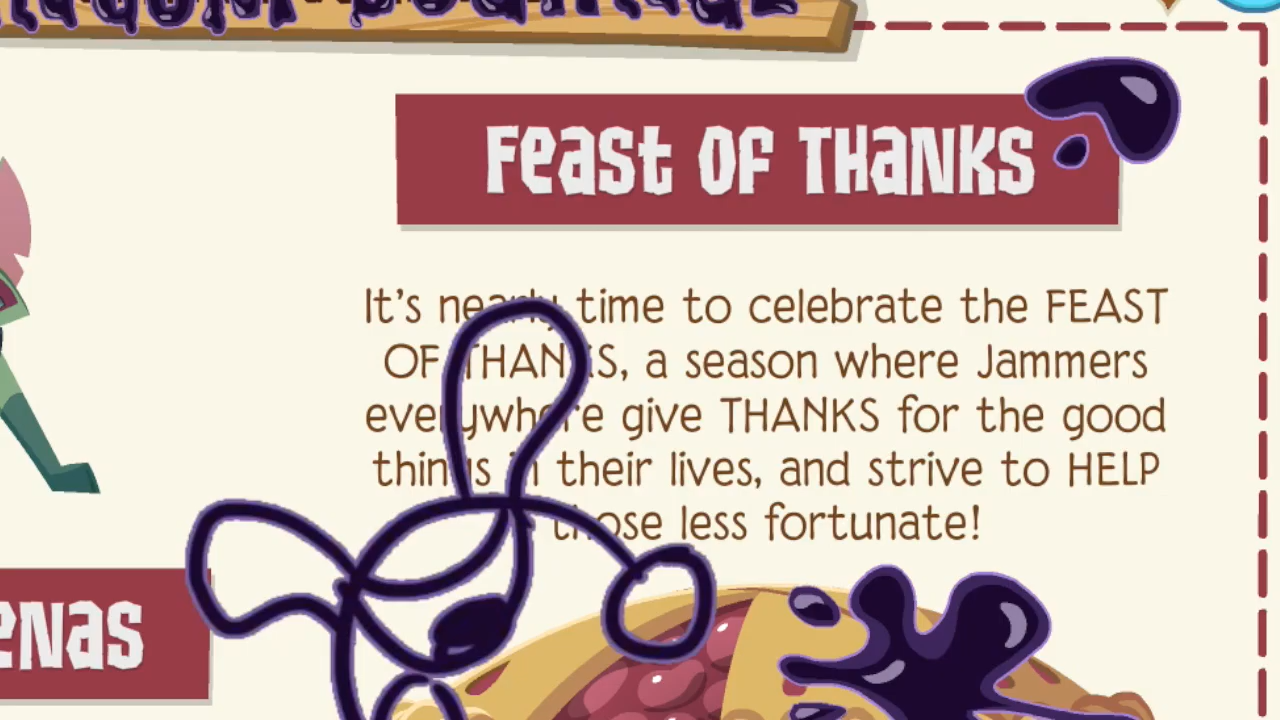 Feast of Thanks
It's nearly time to celebrate the FEAST
OF THANKS, a season where Jammers
everywhere give THANKS for the good
things in their lives, and strive to HELP
those less fortunate!